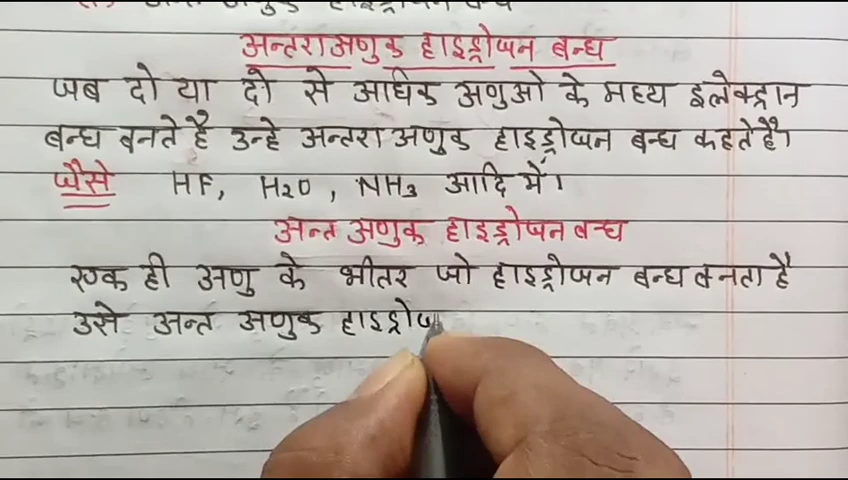 अन्तराअणुक हाइड्रोजन बन्ध
जब दो या दो से अधिक अणुओ के मध्य इलेक्ट्रान
बन्ध बनते है उन्हे अन्तरा अणुक हाइड्रोजन बन्ध कहते है।
जैसे HF, H2O, NH3 आदि में।
अन्त अणुक हाइड्रोजन बन्ध
एक ही अणु के भीतर जो हाइड्रोजन बन्ध बनता है
उसे अन्त अणुक हाइड्रोज